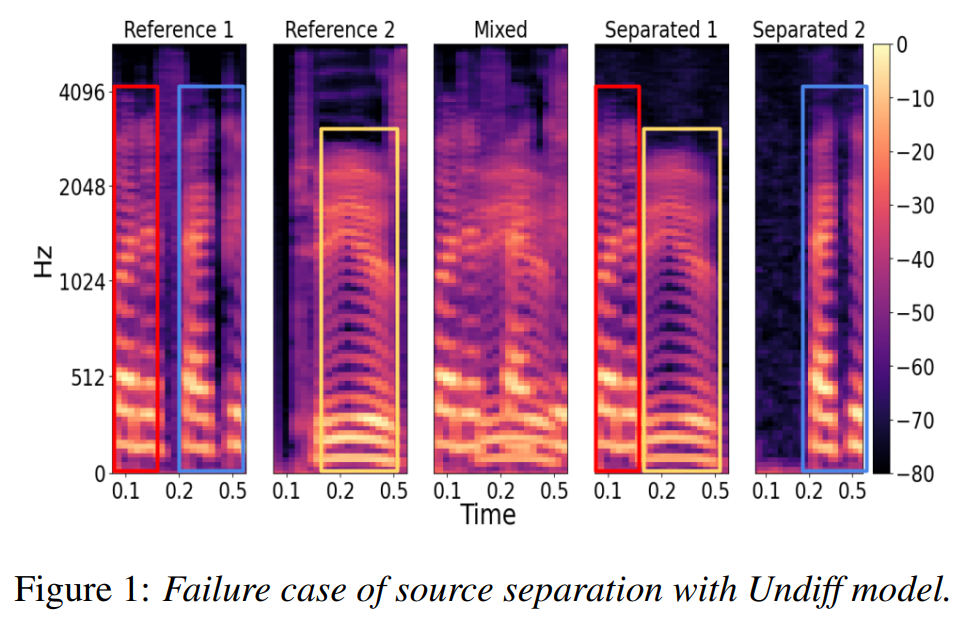 Reference 1 Reference 2 Mixed Separated 1 Separated 2
Hz
4096
2048
1024
512
0
0.1 0.2 0.5 0.1 0.2 0.5 0.1 0.2 0.5 0.1 0.2 0.5 0.1 0.2 0.5
Time
0
−10
−20
−30
−40
−50
−60
−70
−80
Figure 1: Failure case of source separation with Undiff model.